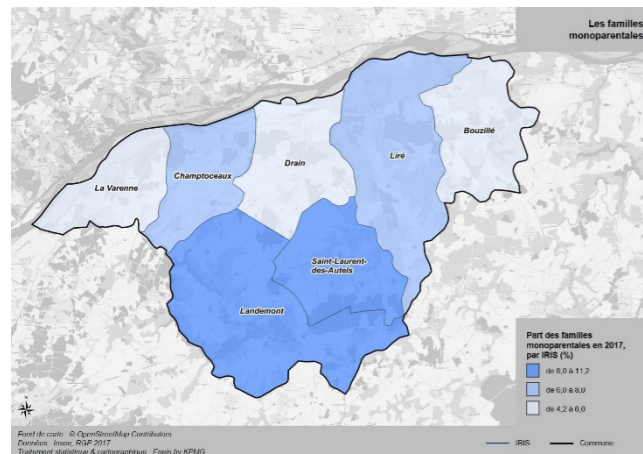 Les familles
monoparentales
Bouzillé
Liré
Drain
Champtoceaux
La Varenne
Saint-Laurent-
des-Autels
Landemont
Part des familles
monoparentales en 2017,
par IRIS (%)
de 8,0 à 11,2
de 6,0 à 8,0
de 4,2 à 6,0
N
Fond de carte : © OpenStreetMap Contributors
Données : Insee, RGP 2017
Traitement statistique & cartographique : Eneis by KPMG
IRIS
Commune